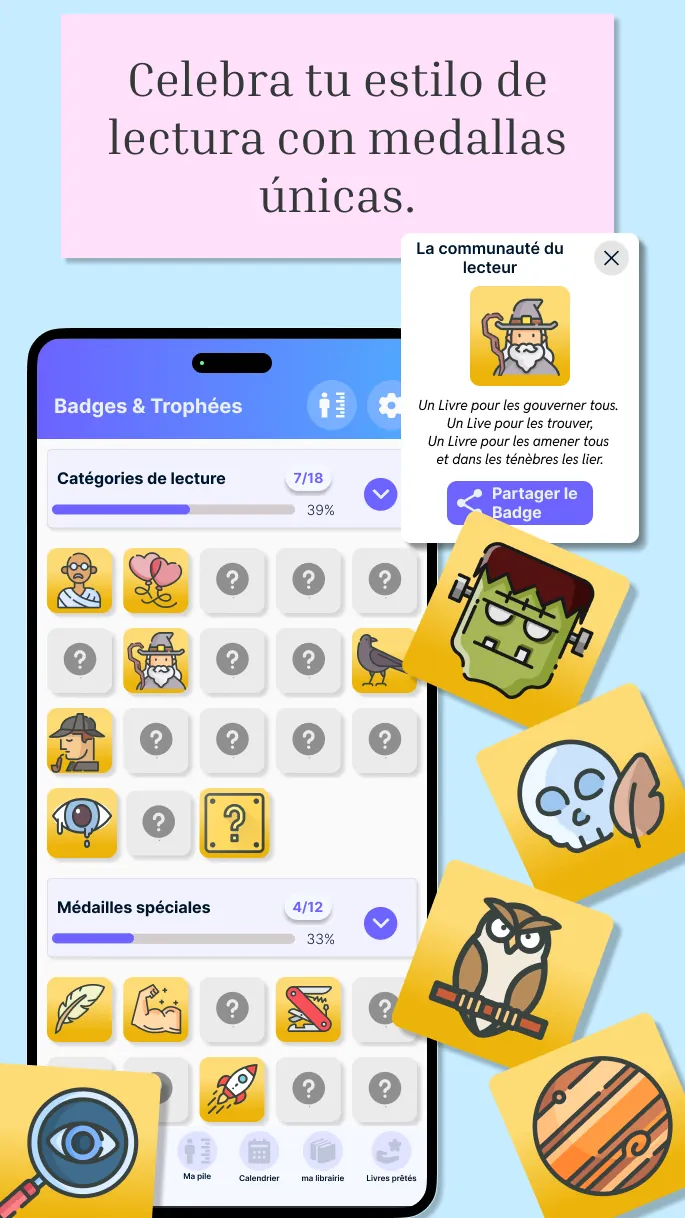 Celebra tu estilo de
lectura con medallas
únicas.
La communauté du
lecteur
Un Livre pour les gouverner tous.
Un Live pour les trouver,
Un Livre pour les amener tous
et dans les ténèbres les lier.
Partager le
Badge
Badges & Trophées
Catégories de lecture
7/18
39%
Médailles spéciales
4/12
33%
Ma pile
Calendrier
ma librairie
Livres prêtés